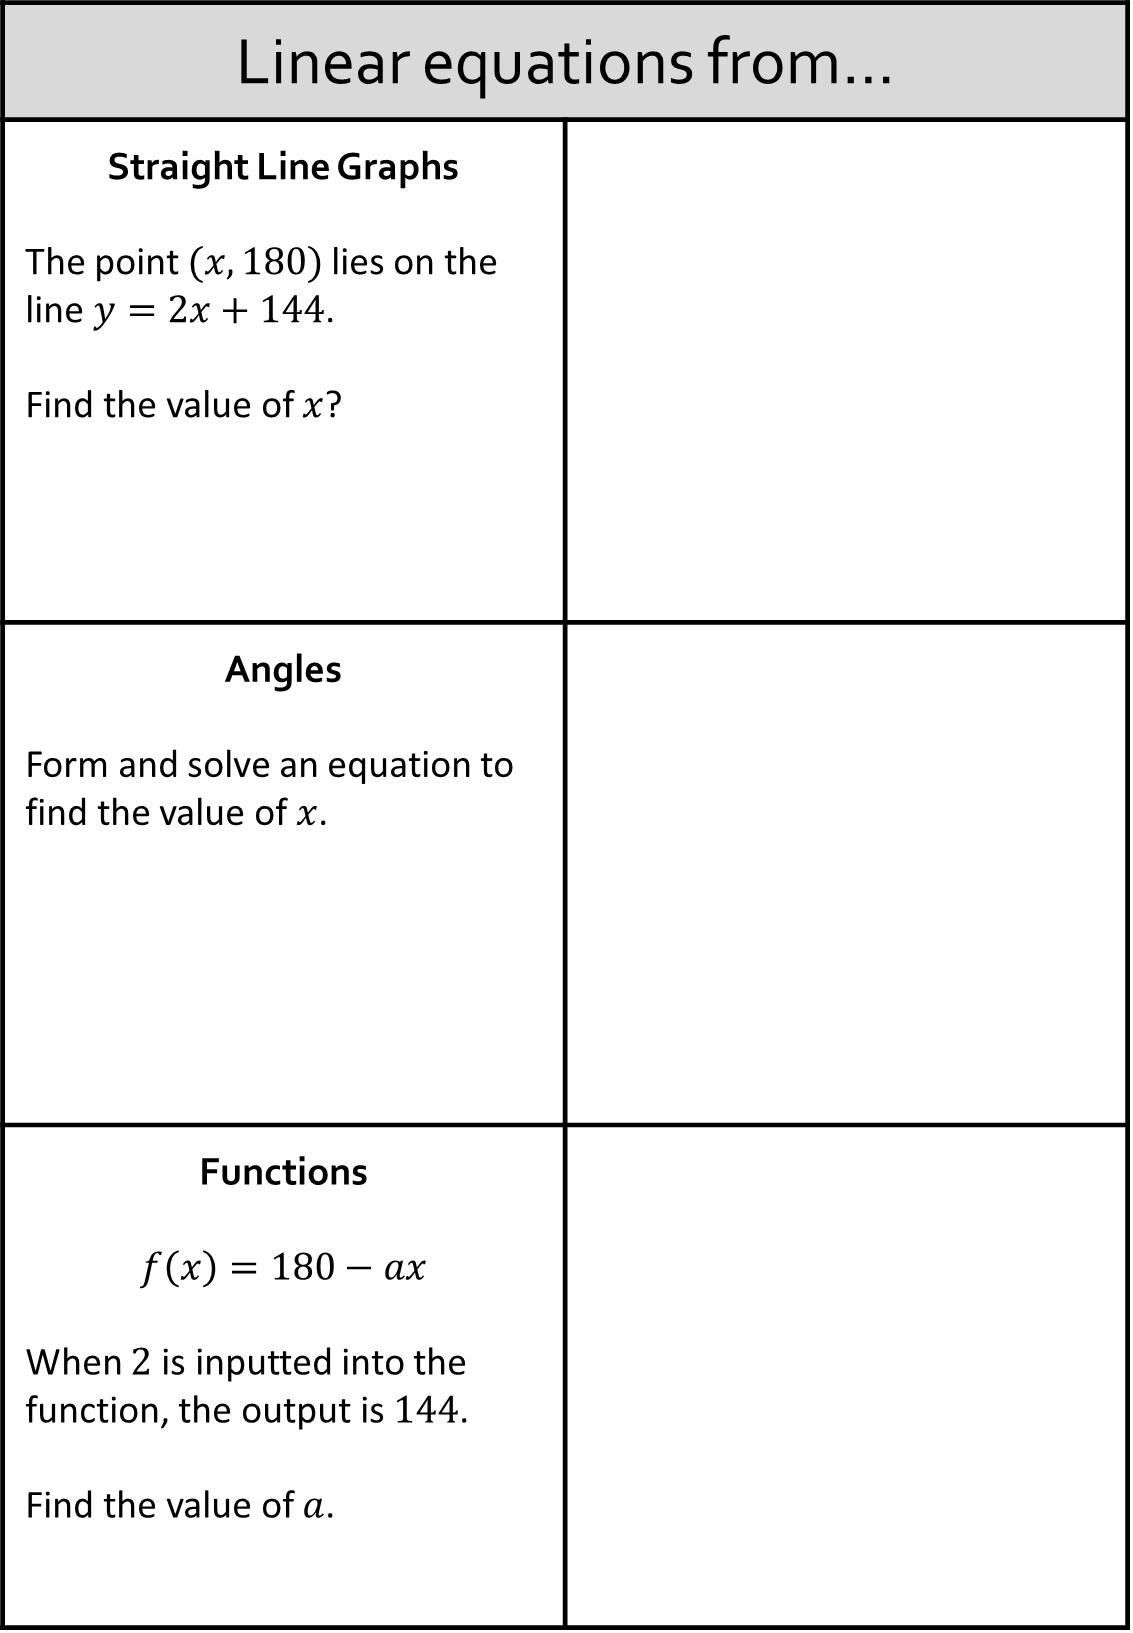 Linear equations from...
Straight Line Graphs
The point (x, 180) lies on the
line y = 2x + 144.
Find the value of x?
Angles
Form and solve an equation to
find the value of x.
Functions
f(x) = 180 − ax
When 2 is inputted into the
function, the output is 144.
Find the value of a.